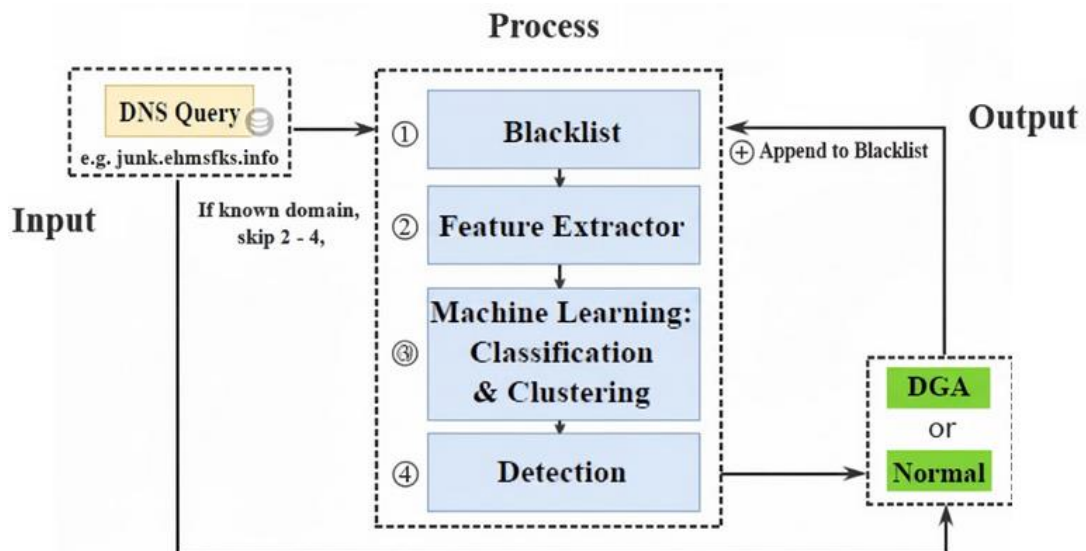 Process
DNS Query
e.g. junk.ehmsfks.info
Input
If known domain,
skip 2 - 4,
① Blacklist
② Feature Extractor
③ Machine Learning:
Classification
& Clustering
④ Detection
Output
⊕ Append to Blacklist
DGA
or
Normal